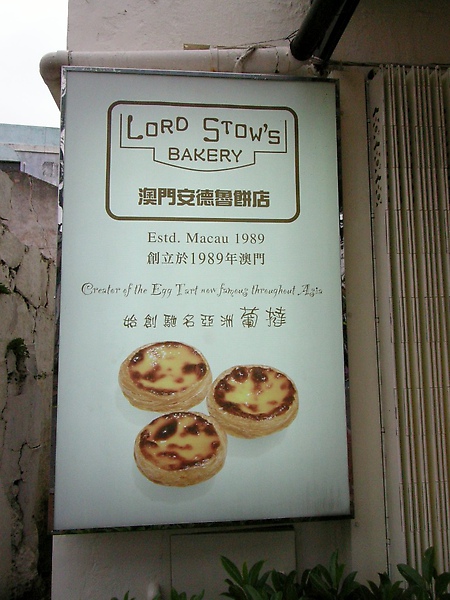 LORD STOW'S
BAKERY
澳門安德魯餅店
Estd. Macau 1989
創立於1989年澳門
Creator of the Egg Tart now famous throughout Asia
始創馳名亞洲葡撻